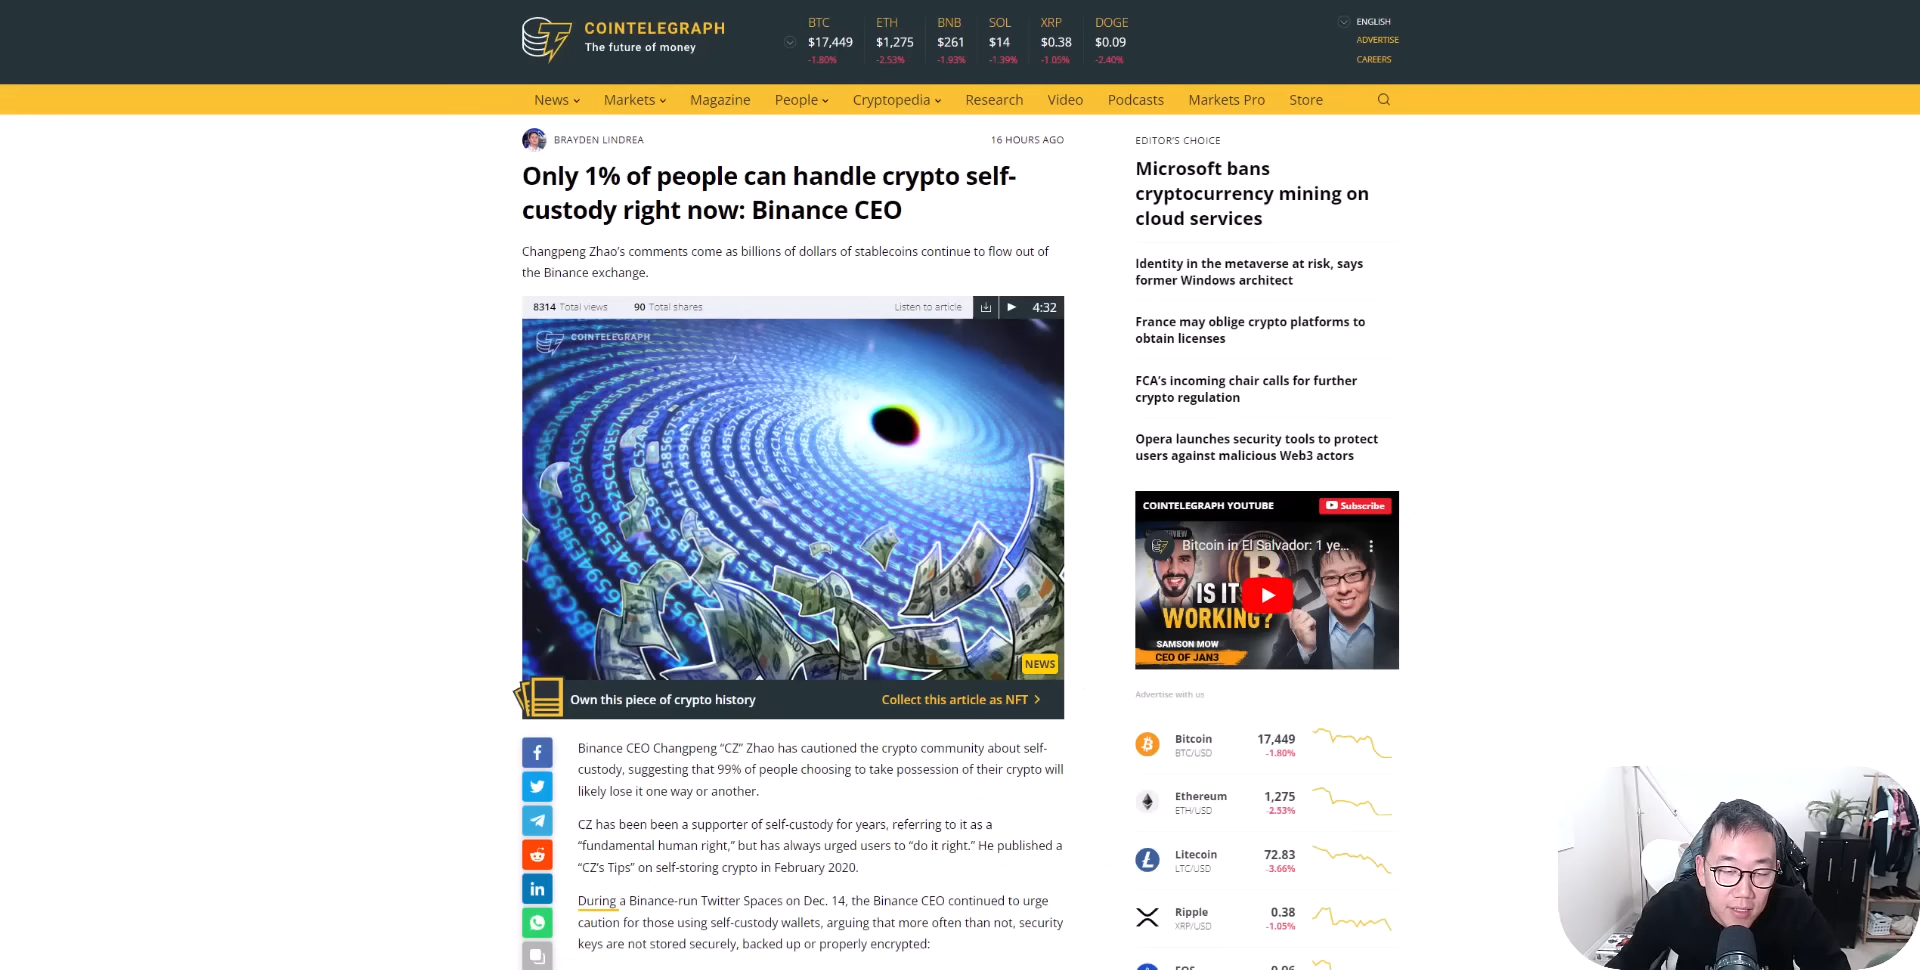 COINTELEGRAPH
The future of money
BTC ETH BNB SOL XRP DOGE
$17,449 $1,275 $261 $14 $0.38 $0.09
-1.80% -2.53% -1.93% -1.39% -1.05% -2.40%
ENGLISH
ADVERTISE
CAREERS
News Markets Magazine People Cryptopedia Research Video Podcasts Markets Pro Store
BRAYDEN LINDREA 16 HOURS AGO
Only 1% of people can handle crypto self-
custody right now: Binance CEO
Changpeng Zhao’s comments come as billions of dollars of stablecoins continue to flow out of
the Binance exchange.
8314 Total views 90 Total shares Listen to article 4:32
COINTELEGRAPH
NEWS
Own this piece of crypto history Collect this article as NFT
Binance CEO Changpeng “CZ” Zhao has cautioned the crypto community about self-
custody, suggesting that 99% of people choosing to take possession of their crypto will
likely lose it one way or another.
CZ has been been a supporter of self-custody for years, referring to it as a
“fundamental human right,” but has always urged users to “do it right.” He published a
“CZ’s Tips” on self-storing crypto in February 2020.
During a Binance-run Twitter Spaces on Dec. 14, the Binance CEO continued to urge
caution for those using self-custody wallets, arguing that more often than not, security
keys are not stored securely, backed up or properly encrypted:
EDITOR’S CHOICE
Microsoft bans
cryptocurrency mining on
cloud services
Identity in the metaverse at risk, says
former Windows architect
France may oblige crypto platforms to
obtain licenses
FCA’s incoming chair calls for further
crypto regulation
Opera launches security tools to protect
users against malicious Web3 actors
COINTELEGRAPH YOUTUBE Subscribe
Bitcoin in El Salvador: 1 ye...
IS IT
WORKING?
SAMSON MOW
CEO OF JAN3
Advertise with us
Bitcoin 17,449
BTC/USD -1.80%
Ethereum 1,275
ETH/USD -2.53%
Litecoin 72.83
LTC/USD -3.66%
Ripple 0.38
XRP/USD -1.05%